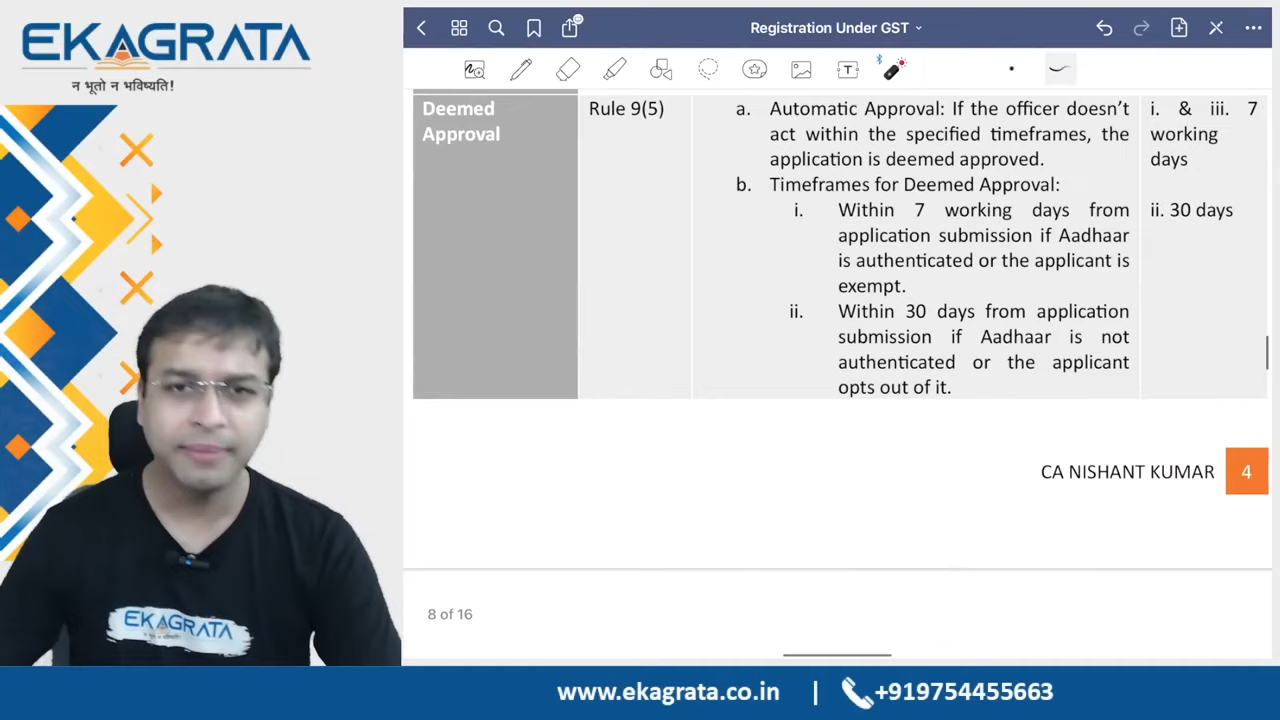 EKAGRATA
न भूतो न भविष्यति!
Registration Under GST
Deemed
Approval
Rule 9(5)
a. Automatic Approval: If the officer doesn't
act within the specified timeframes, the
application is deemed approved.
b. Timeframes for Deemed Approval:
i. Within 7 working days from
application submission if Aadhaar
is authenticated or the applicant is
exempt.
ii. Within 30 days from application
submission if Aadhaar is not
authenticated or the applicant
opts out of it.
i. & iii. 7
working
days
ii. 30 days
CA NISHANT KUMAR 4
8 of 16
EKAGRATA
www.ekagrata.co.in | +919754455663